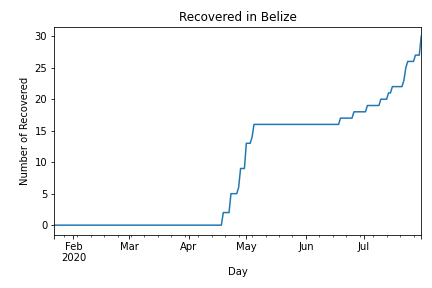 Recovered in Belize
Number of Recovered
30
25
20
15
10
5
0
Feb
2020
Mar
Apr
May
Jun
Jul
Day